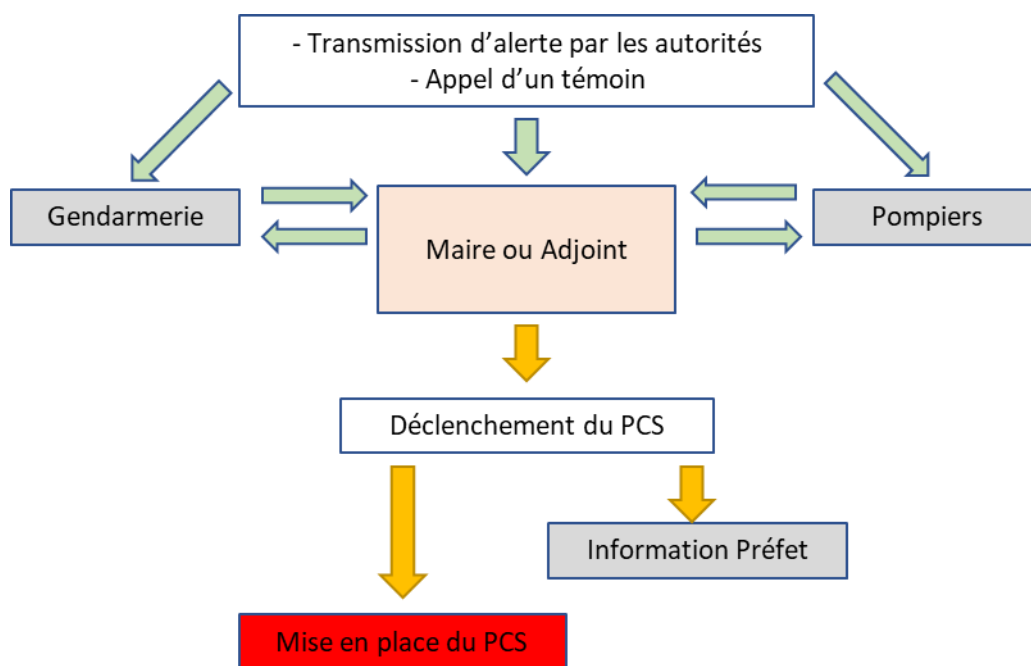 - Transmission d'alerte par les autorités
- Appel d'un témoin
Gendarmerie
Maire ou Adjoint
Pompiers
Déclenchement du PCS
Information Préfet
Mise en place du PCS